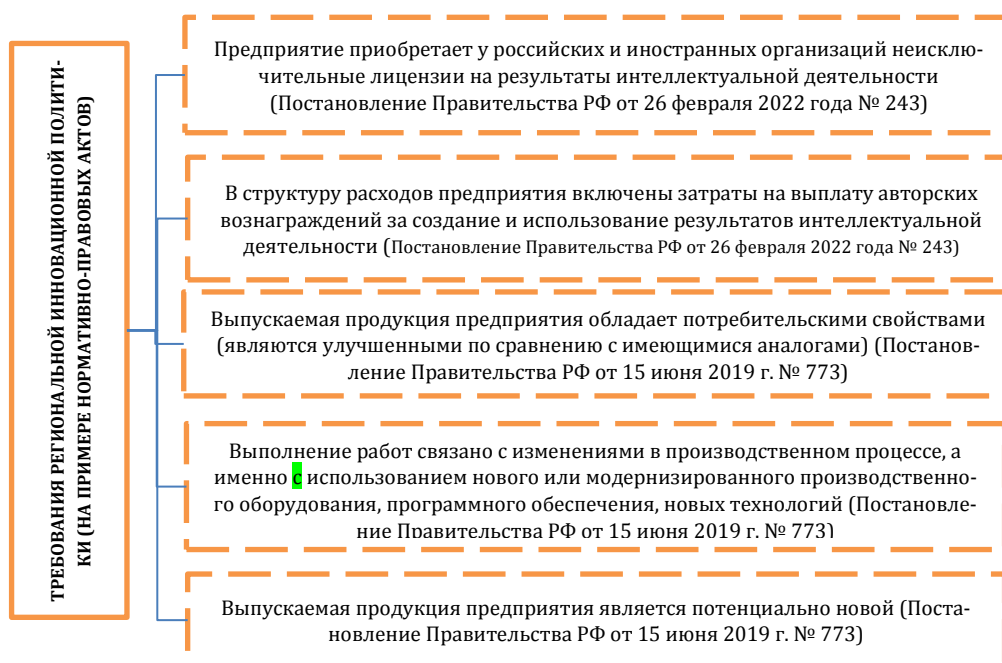 ТРЕБОВАНИЯ РЕГИОНАЛЬНОЙ ИННОВАЦИОННОЙ ПОЛИТИ-
КИ (НА ПРИМЕРЕ НОРМАТИВНО-ПРАВОВЫХ АКТОВ)
Предприятие приобретает у российских и иностранных организаций неисклю-
чительные лицензии на результаты интеллектуальной деятельности
(Постановление Правительства РФ от 26 февраля 2022 года № 243)
В структуру расходов предприятия включены затраты на выплату авторских
вознаграждений за создание и использование результатов интеллектуальной
деятельности (Постановление Правительства РФ от 26 февраля 2022 года № 243)
Выпускаемая продукция предприятия обладает потребительскими свойствами
(являются улучшенными по сравнению с имеющимися аналогами) (Постанов-
ление Правительства РФ от 15 июня 2019 г. № 773)
Выполнение работ связано с изменениями в производственном процессе, а
именно с использованием нового или модернизированного производственно-
го оборудования, программного обеспечения, новых технологий (Постановле-
ние Правительства РФ от 15 июня 2019 г. № 773)
Выпускаемая продукция предприятия является потенциально новой (Поста-
новление Правительства РФ от 15 июня 2019 г. № 773)